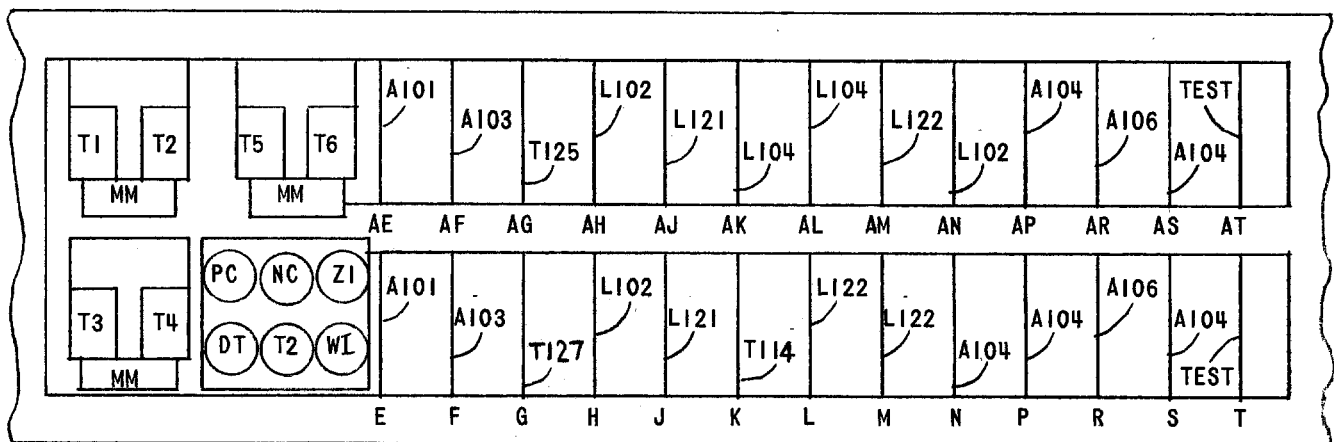 A101 L102 L104 A104 TEST
T1 T2 T5 T6 A103 L121 L122 A106
T125 L104 L102 A104
MM MM
AE AF AG AH AJ AK AL AM AN AP AR AS AT
PC NC Z1 A101 L102 L122 A106
T3 T4 A103 L121 L122 A104 A104
DT T2 WL T127 T114 A104 TEST
MM
E F G H J K L M N P R S T